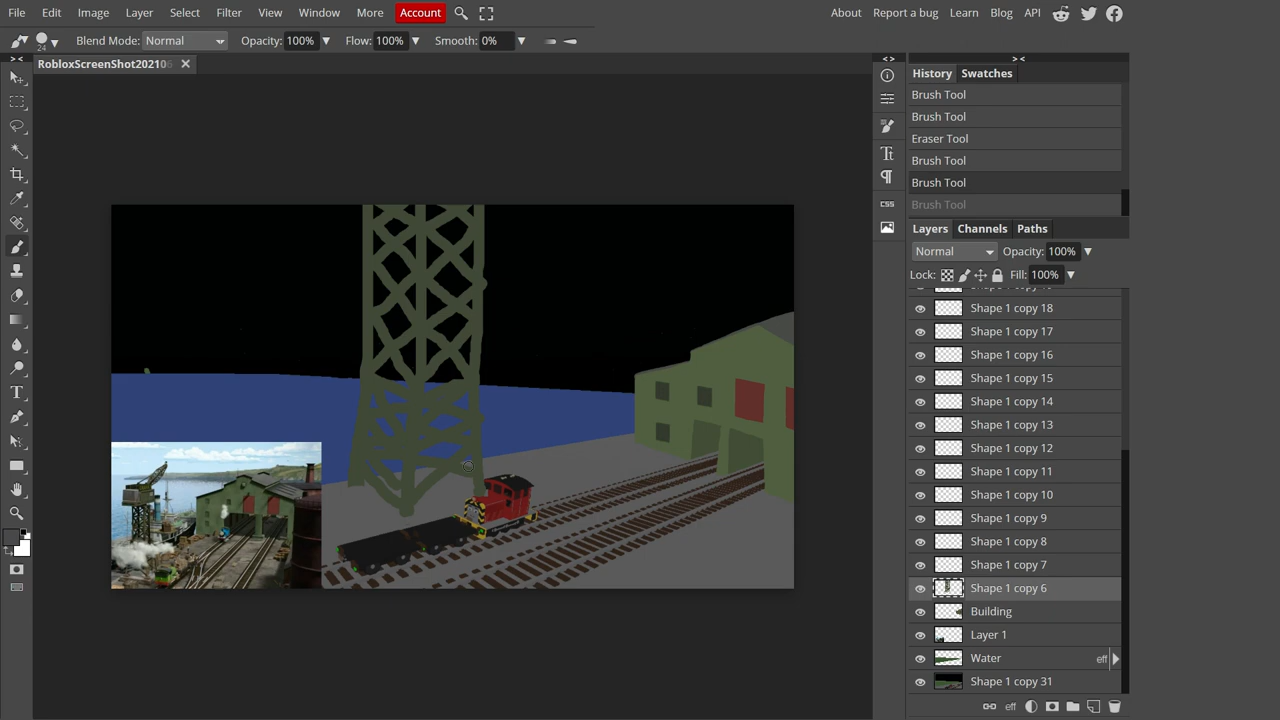 File Edit Image Layer Select Filter View Window More Account About Report a bug Learn Blog API
24 Blend Mode: Normal Opacity: 100% Flow: 100% Smooth: 0%
RobloxScreenShot202106
History Swatches
Brush Tool
Brush Tool
Eraser Tool
Brush Tool
Brush Tool
Brush Tool
CSS
Layers Channels Paths
Normal Opacity: 100%
Lock: Fill: 100%
Shape 1 copy 18
Shape 1 copy 17
Shape 1 copy 16
Shape 1 copy 15
Shape 1 copy 14
Shape 1 copy 13
Shape 1 copy 12
Shape 1 copy 11
Shape 1 copy 10
Shape 1 copy 9
Shape 1 copy 8
Shape 1 copy 7
Shape 1 copy 6
Building
Layer 1
Water eff
Shape 1 copy 31
eff